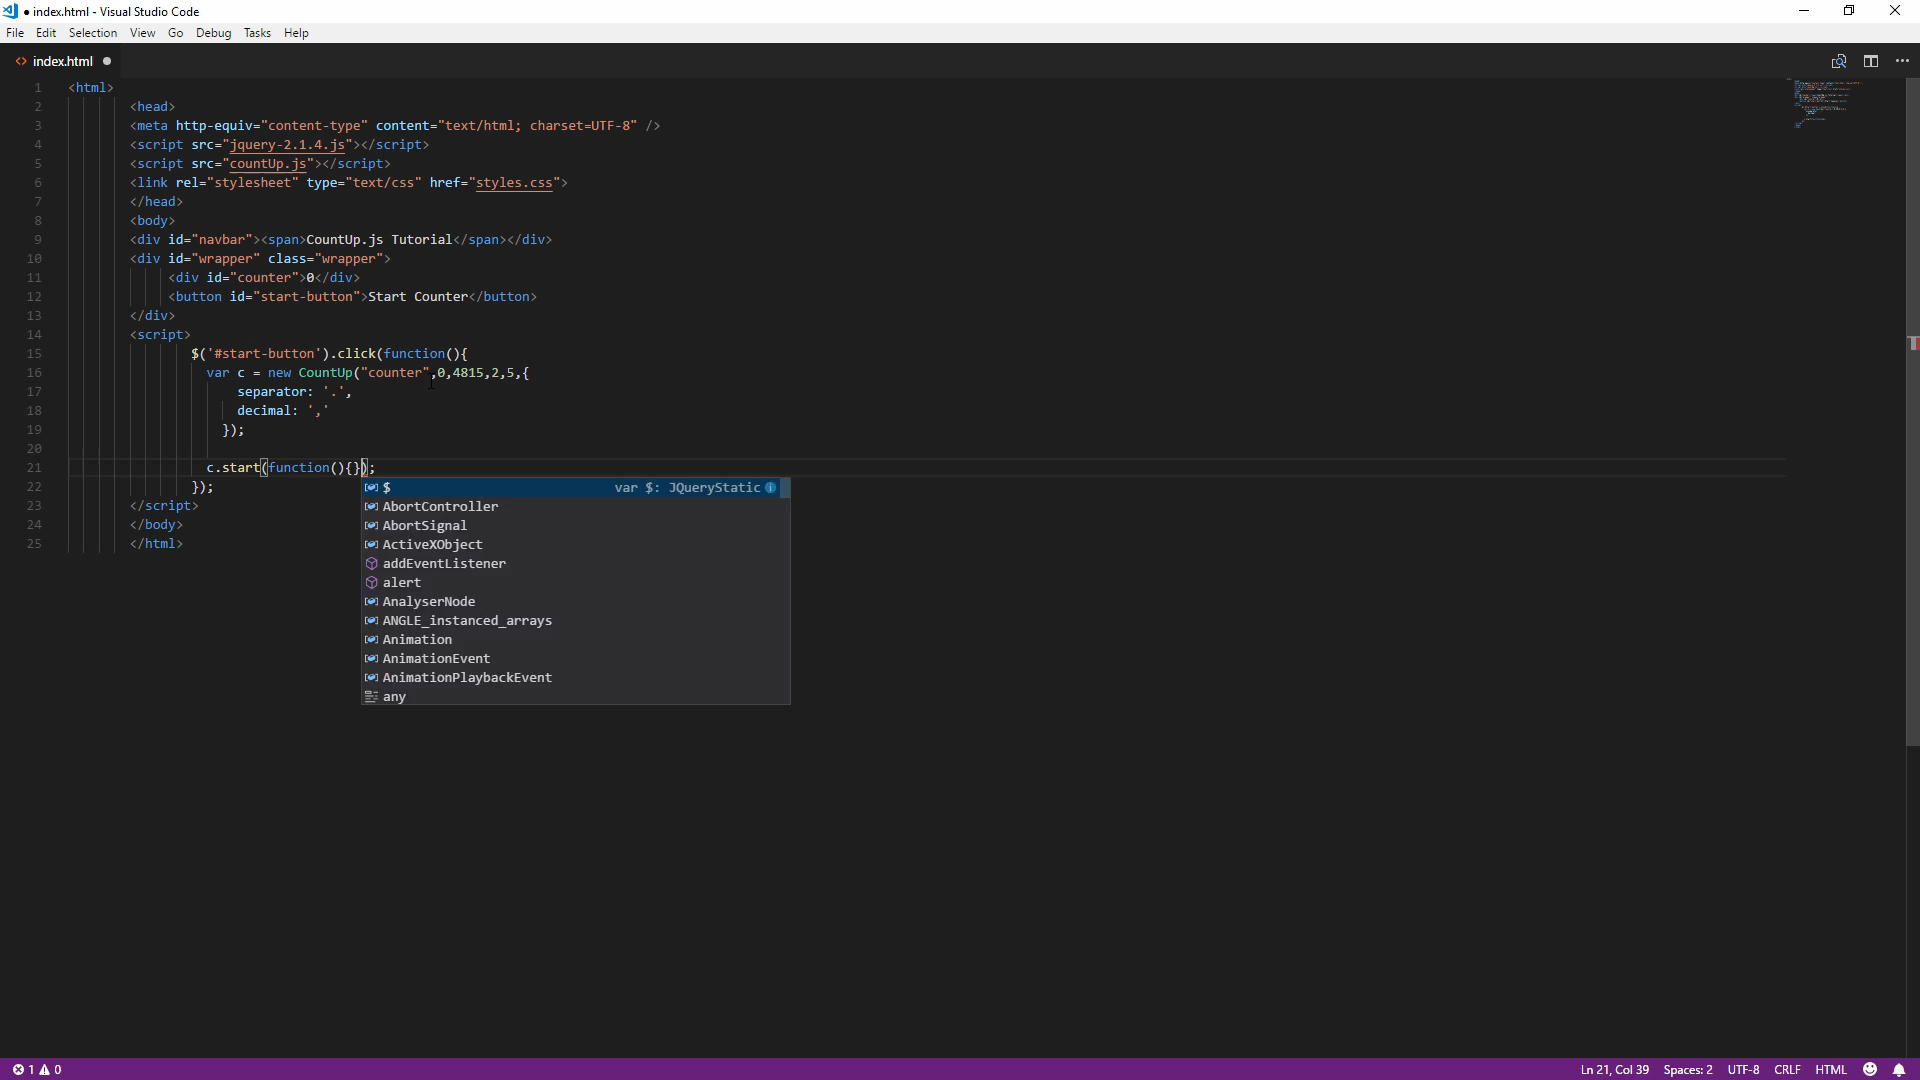 ● index.html - Visual Studio Code
File Edit Selection View Go Debug Tasks Help
<> index.html ●
1 <html>
2 <head>
3 <meta http-equiv="content-type" content="text/html; charset=UTF-8" />
4 <script src="jquery-2.1.4.js"></script>
5 <script src="countUp.js"></script>
6 <link rel="stylesheet" type="text/css" href="styles.css">
7 </head>
8 <body>
9 <div id="navbar"><span>CountUp.js Tutorial</span></div>
10 <div id="wrapper" class="wrapper">
11 <div id="counter">0</div>
12 <button id="start-button">Start Counter</button>
13 </div>
14 <script>
15 $('#start-button').click(function(){
16 var c = new CountUp("counter",0,4815,2,5,{
17 separator: '.',
18 decimal: ','
19 });
20
21 c.start(function(){});
22 });
23 </script>
24 </body>
25 </html>
$ var $: JQueryStatic
AbortController
AbortSignal
ActiveXObject
addEventListener
alert
AnalyserNode
ANGLE_instanced_arrays
Animation
AnimationEvent
AnimationPlaybackEvent
any
1 0 Ln 21, Col 39 Spaces: 2 UTF-8 CRLF HTML